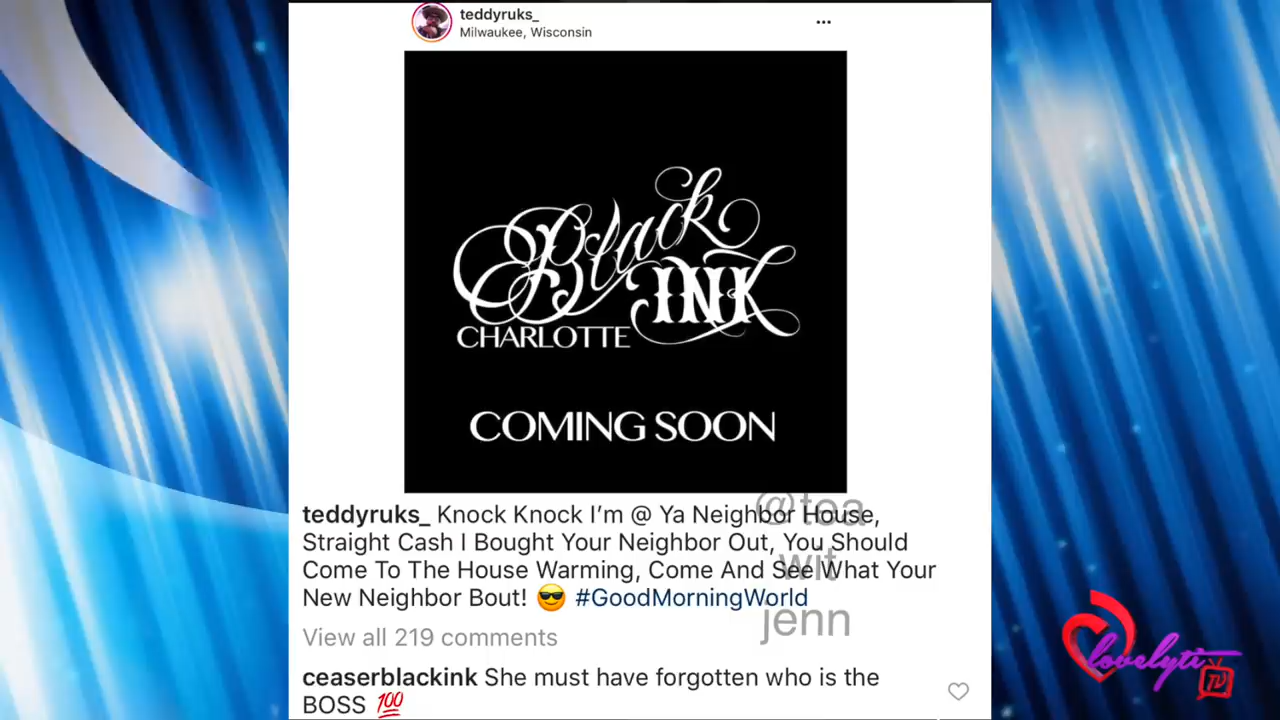 teddyruks_
Milwaukee, Wisconsin
Black
INK
CHARLOTTE
COMING SOON
teddyruks_ Knock Knock I’m @ Ya Neighbor House,
Straight Cash I Bought Your Neighbor Out, You Should
Come To The House Warming, Come And See What Your
New Neighbor Bout! 😎 #GoodMorningWorld
@tea
wit
jenn
View all 219 comments
ceaserblackink She must have forgotten who is the
BOSS 💯
lovelyti
TV